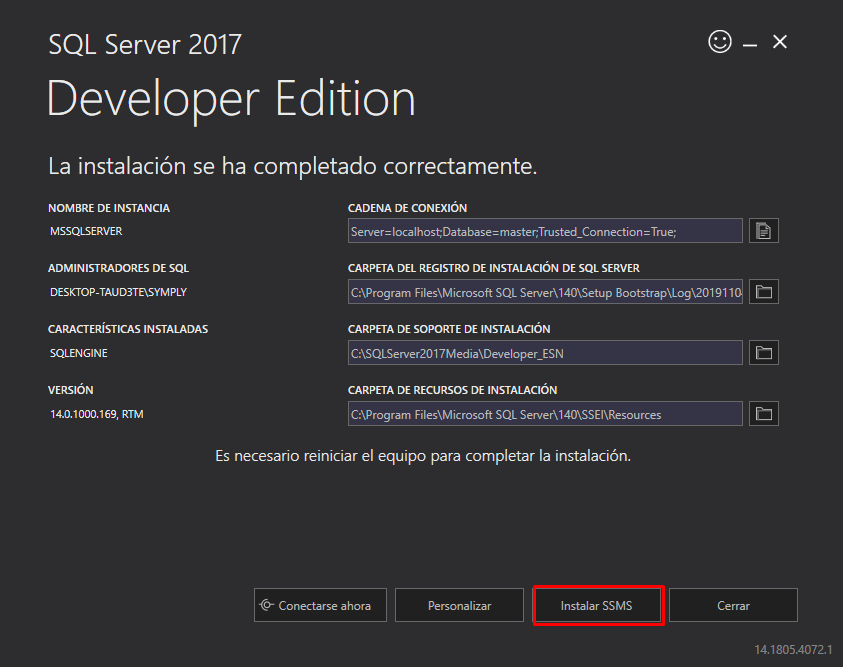 SQL Server 2017
Developer Edition
La instalación se ha completado correctamente.
NOMBRE DE INSTANCIA
MSSQLSERVER
CADENA DE CONEXIÓN
Server=localhost;Database=master;Trusted_Connection=True;
ADMINISTRADORES DE SQL
DESKTOP-TAUD3TE\SYMPLY
CARPETA DEL REGISTRO DE INSTALACIÓN DE SQL SERVER
C:\Program Files\Microsoft SQL Server\140\Setup Bootstrap\Log\2019110
CARACTERÍSTICAS INSTALADAS
SQLENGINE
CARPETA DE SOPORTE DE INSTALACIÓN
C:\SQLServer2017Media\Developer_ESN
VERSIÓN
14.0.1000.169, RTM
CARPETA DE RECURSOS DE INSTALACIÓN
C:\Program Files\Microsoft SQL Server\140\SSEI\Resources
Es necesario reiniciar el equipo para completar la instalación.
Conectarse ahora
Personalizar
Instalar SSMS
Cerrar
14.1805.4072.1